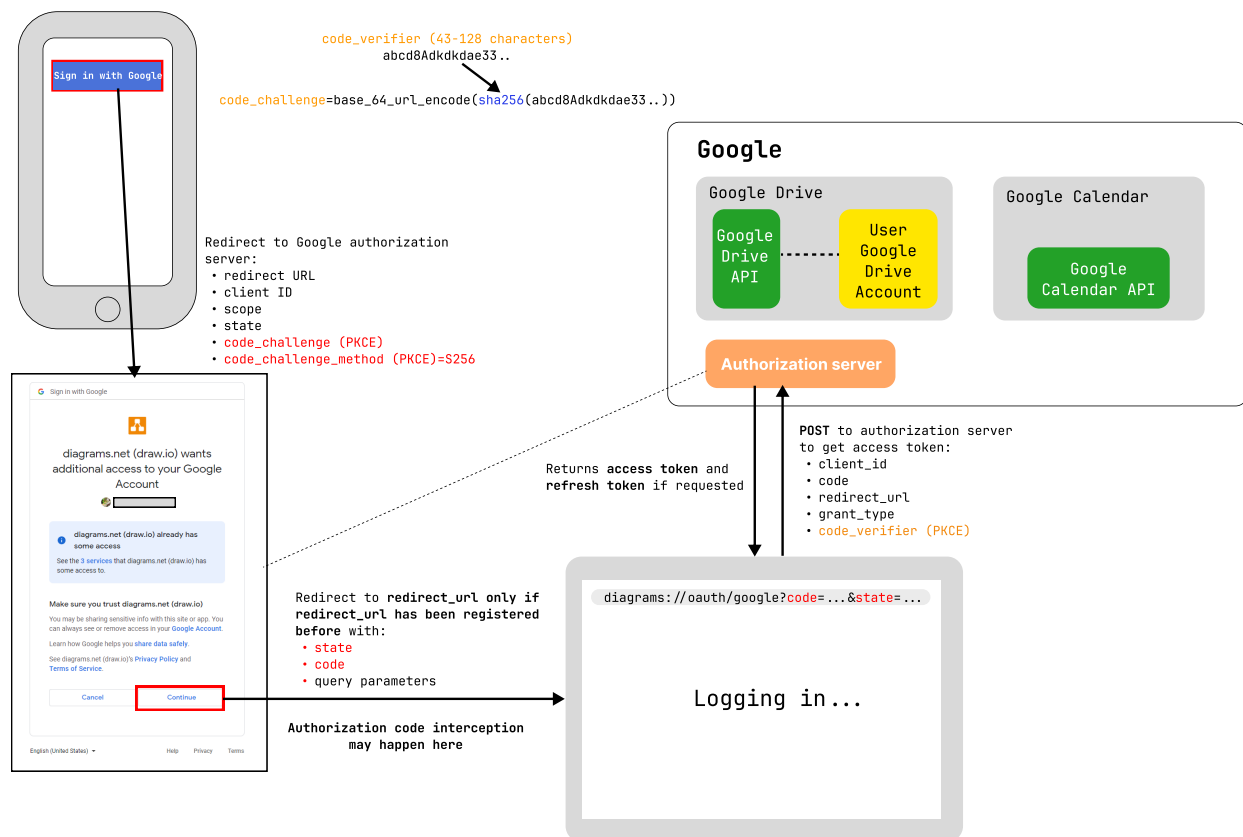 code_verifier (43-128 characters)
abcd8Adkdkdae33..
Sign in with Google
code_challenge=base_64_url_encode(sha256(abcd8Adkdkdae33..))
Google
Google Drive
Google
Drive
API
User
Google
Drive
Account
Google Calendar
Google
Calendar API
Authorization server
Redirect to Google authorization
server:
• redirect URL
• client ID
• scope
• state
• code_challenge (PKCE)
• code_challenge_method (PKCE)=S256
G Sign in with Google
diagrams.net (draw.io) wants
additional access to your Google
Account
diagrams.net (draw.io) already has
some access
See the 3 services that diagrams.net (draw.io) has
some access to.
Make sure you trust diagrams.net (draw.io)
You may be sharing sensitive info with this site or app. You
can always see or remove access in your Google Account.
Learn how Google helps you share data safely.
See diagrams.net (draw.io)'s Privacy Policy and
Terms of Service.
Cancel
Continue
English (United States)
Help
Privacy
Terms
Returns access token and
refresh token if requested
POST to authorization server
to get access token:
• client_id
• code
• redirect_url
• grant_type
• code_verifier (PKCE)
Redirect to redirect_url only if
redirect_url has been registered
before with:
• state
• code
• query parameters
Authorization code interception
may happen here
diagrams://oauth/google?code=...&state=...
Logging in...